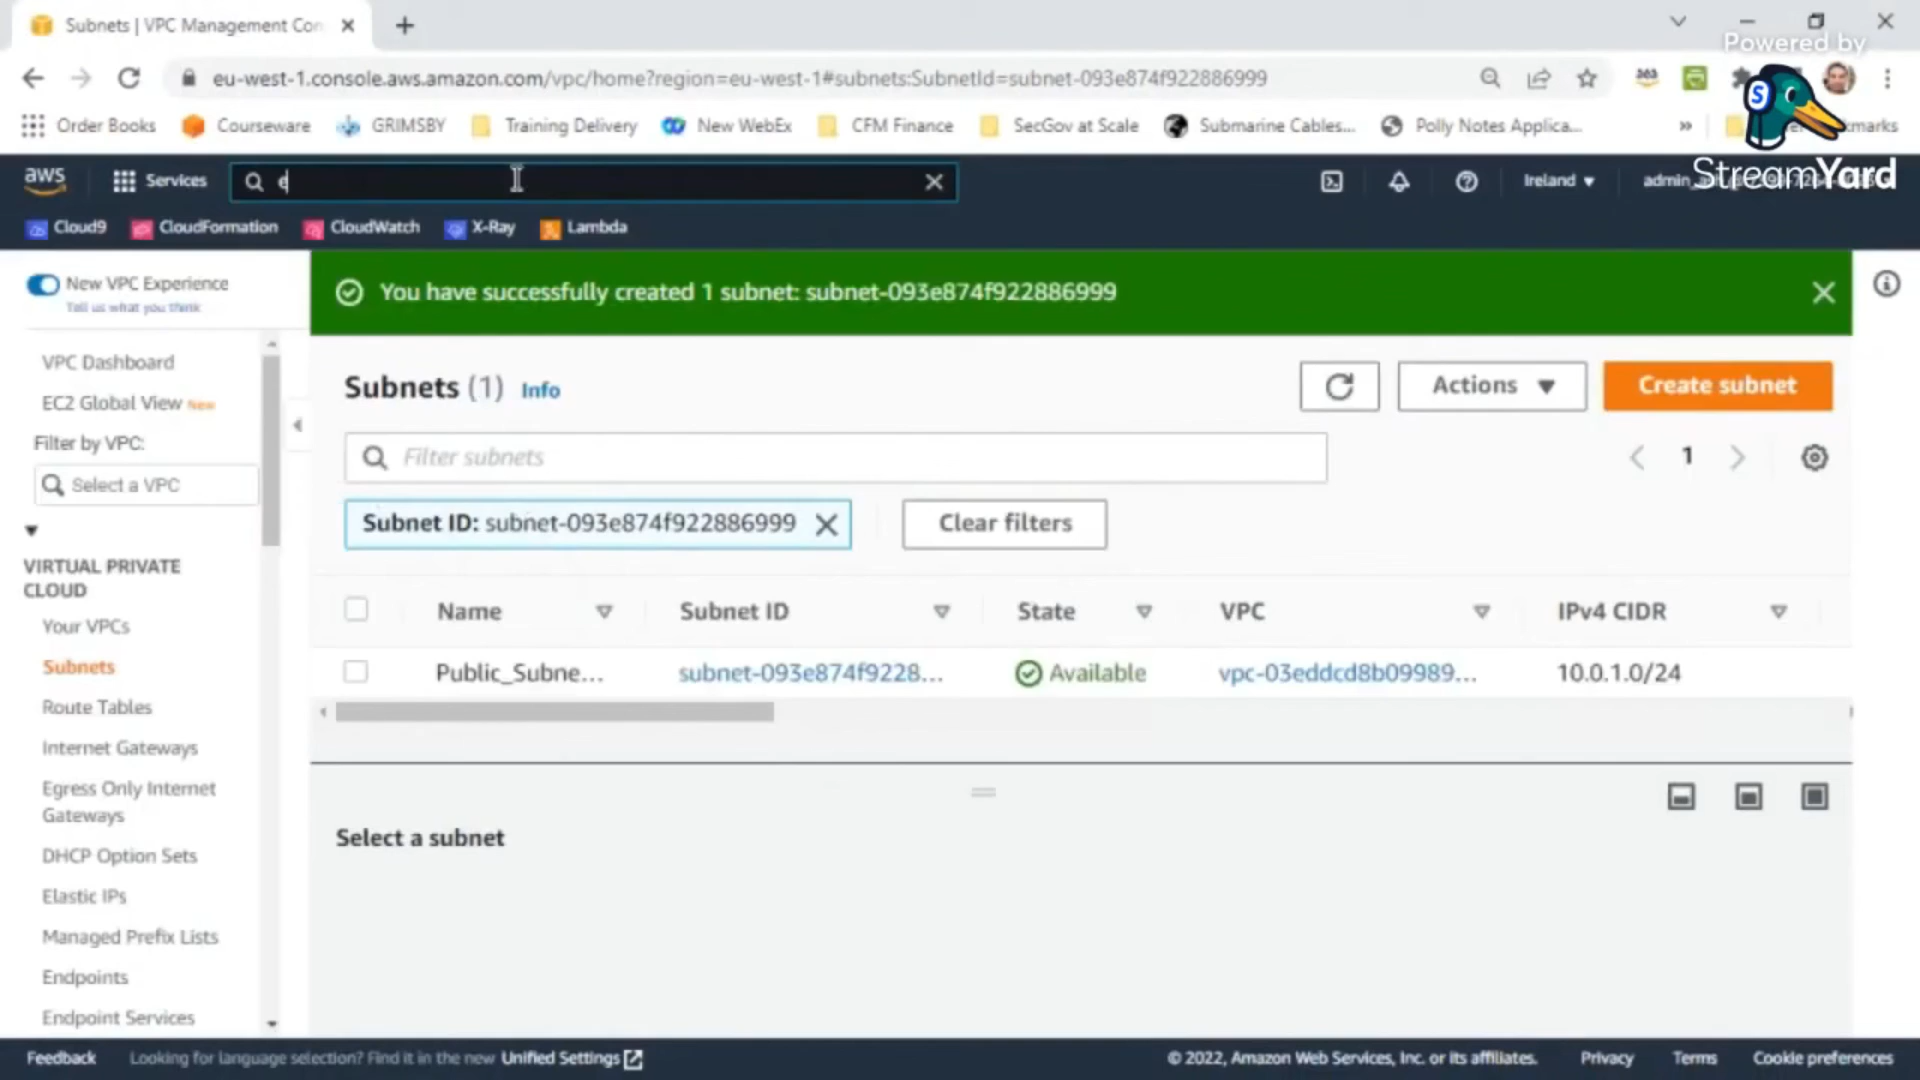 Subnets | VPC Management Con
Powered by
eu-west-1.console.aws.amazon.com/vpc/home?region=eu-west-1#subnets:SubnetId=subnet-093e874f922886999
Order Books
Courseware
GRIMSBY
Training Delivery
New WebEx
CFM Finance
SecGov at Scale
Submarine Cables...
Polly Notes Applica...
»
S
StreamYard
aws
Services
e
Ireland
Cloud9
CloudFormation
CloudWatch
X-Ray
Lambda
New VPC Experience
Tell us what you think
You have successfully created 1 subnet: subnet-093e874f922886999
VPC Dashboard
EC2 Global View New
Filter by VPC:
Select a VPC
VIRTUAL PRIVATE
CLOUD
Your VPCs
Subnets
Route Tables
Internet Gateways
Egress Only Internet
Gateways
DHCP Option Sets
Elastic IPs
Managed Prefix Lists
Endpoints
Endpoint Services
Subnets (1) Info
Actions
Create subnet
Filter subnets
1
Subnet ID: subnet-093e874f922886999
Clear filters
Name
Subnet ID
State
VPC
IPv4 CIDR
Public_Subne...
subnet-093e874f9228...
Available
vpc-03eddcd8b09989...
10.0.1.0/24
Select a subnet
Feedback
Looking for language selection? Find it in the new Unified Settings
© 2022, Amazon Web Services, Inc. or its affiliates.
Privacy
Terms
Cookie preferences